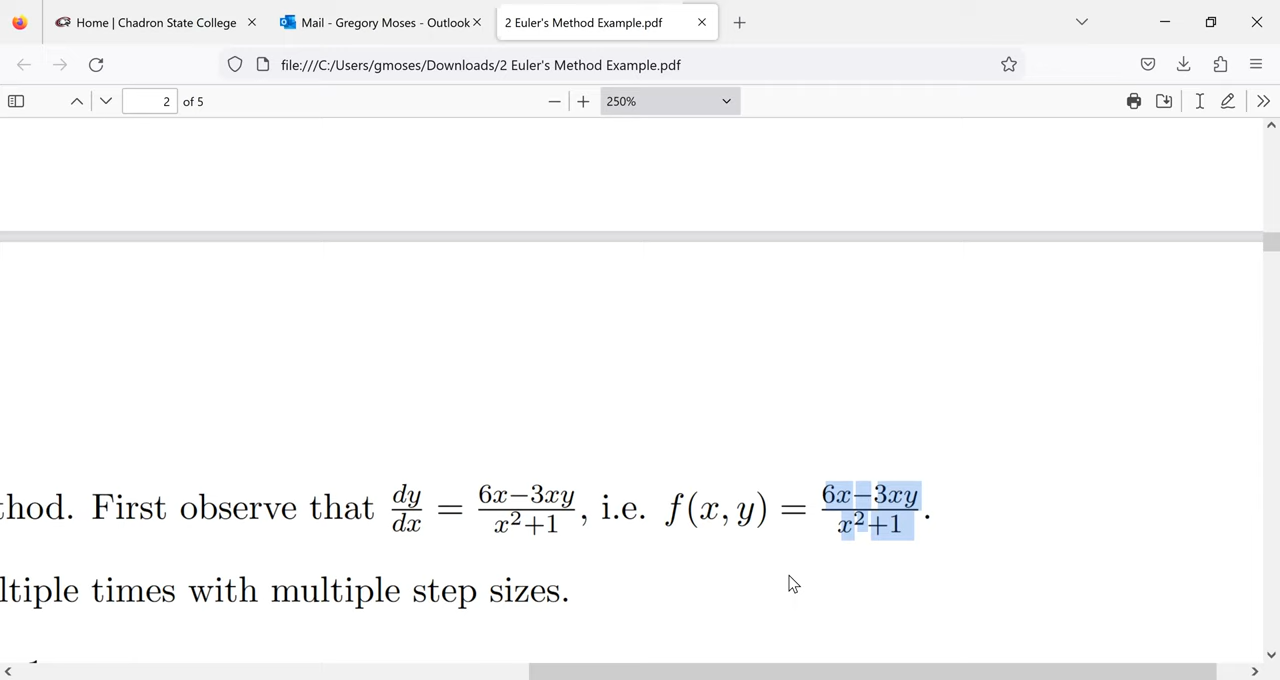 Home | Chadron State College
Mail - Gregory Moses - Outlook
2 Euler's Method Example.pdf
file:///C:/Users/gmoses/Downloads/2 Euler's Method Example.pdf
2 of 5
250%
thod. First observe that dy/dx = (6x−3xy)/(x²+1), i.e. f(x, y) = (6x−3xy)/(x²+1).
ltiple times with multiple step sizes.